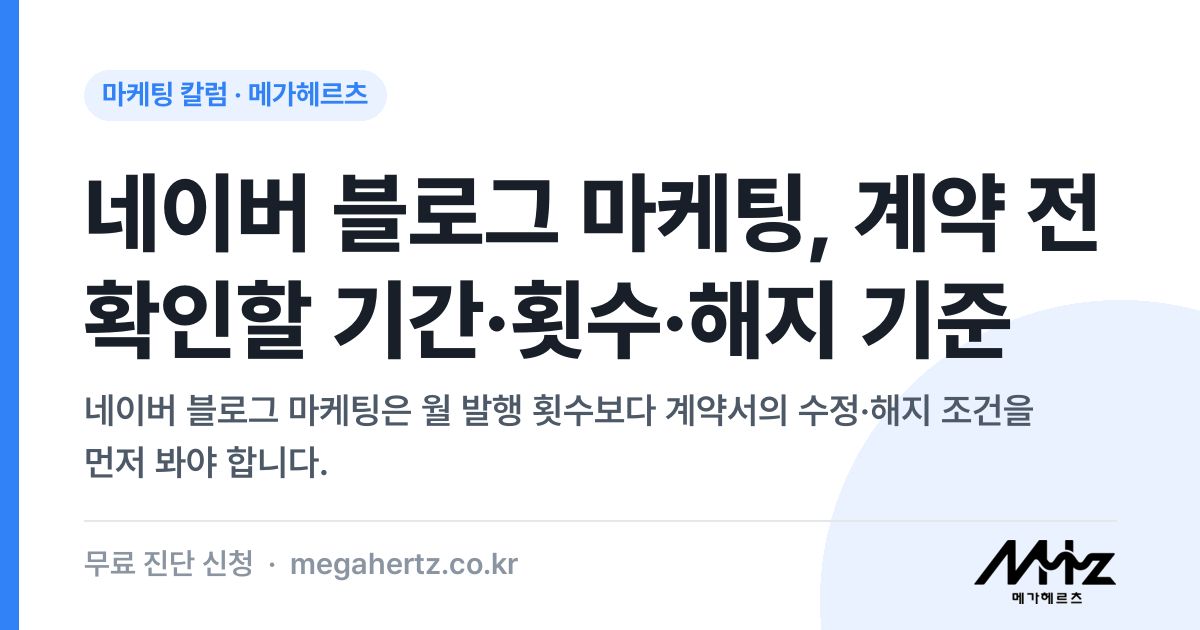 마케팅 칼럼 · 메가헤르츠
네이버 블로그 마케팅, 계약 전
확인할 기간·횟수·해지 기준
네이버 블로그 마케팅은 월 발행 횟수보다 계약서의 수정·해지 조건을
먼저 봐야 합니다.
무료 진단 신청 · megahertz.co.kr
MHz
메가헤르츠